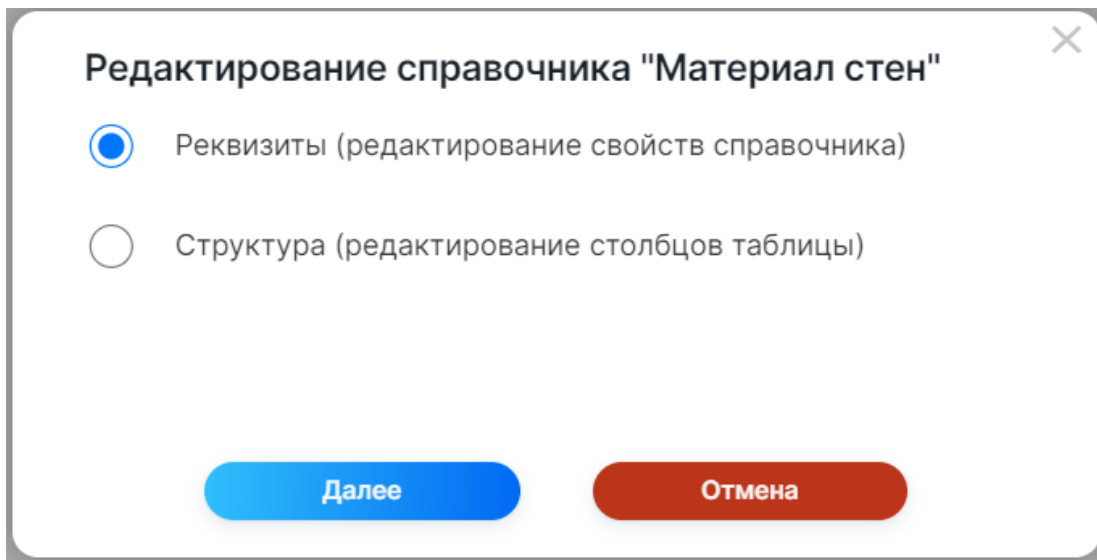 Редактирование справочника "Материал стен"
Реквизиты (редактирование свойств справочника)
Структура (редактирование столбцов таблицы)
Далее
Отмена